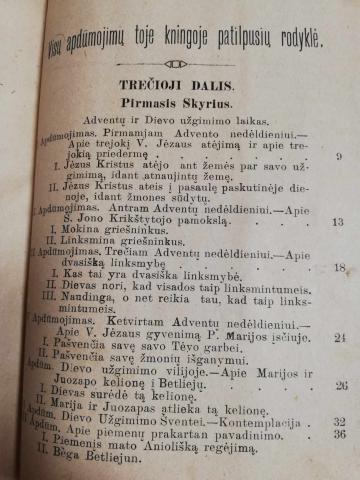 Visų apdūmojimų toje kningoje patilpusių rodyklė.
TREČIOJI DALIS.
Pirmasis Skyrius.
Adventų ir Dievo užgimimo laikas.
Apdūmojimas. Pirmamjam Advento nedėldieniui.—
Apie trejokį V. Jėzaus atėjimą ir apie tre-
jokią priedermę . . . . . . 9
I. Jėzus Kristus atėjo ant žemės par savo už-
gimimą, idant atnaujintų žemę.
II. Jėzus Kristus ateis į pasaulę paskutinėje die-
noje, idant žmones sūdytu.
Apdūmojimas. Antram Adventų nedėldieniui.—Apie
S. Jono Krikštytojo pamokslą. . . . 13
I. Mokina griešninkus.
II. Linksmina griešninkus.
Apdūmojimas. Trečiam Adventų nedėldieniui.—Apie
dvasišką linksmybę . . . . . 18
I. Kas tai yra dvasiška linksmybė.
II. Dievas nori, kad visados taip linksmintumeis.
III. Naudinga, o net reikia tau, kad taip links-
mintumeis.
Apdūmojimas. Ketvirtam Adventų nedėldieniui.—
Apie V. Jėzaus gyvenimą P. Marijos isčiuje. 24
I. Pašvenčia savo savo Tėvo garbei.
II. Pašvenčia savę žmonių išganymui.
Apdūm. Dievo užgimimo vilijoje.—Apie Marijos ir
Juozapo kelionę į Betliejų. . . . 26
I. Dievas surėdė tą kelionę.
II. Marija ir Juozapas atlieka tą kelionę.
Apdūm. Dievo Užgimimo Šventei.—Kontemplacija . 32
Apdūm. Apie piemenų prakartan pavadinimo. . 36
I. Piemenis mato Aniolišką regėjimą.
II. Bėga Betliejun.